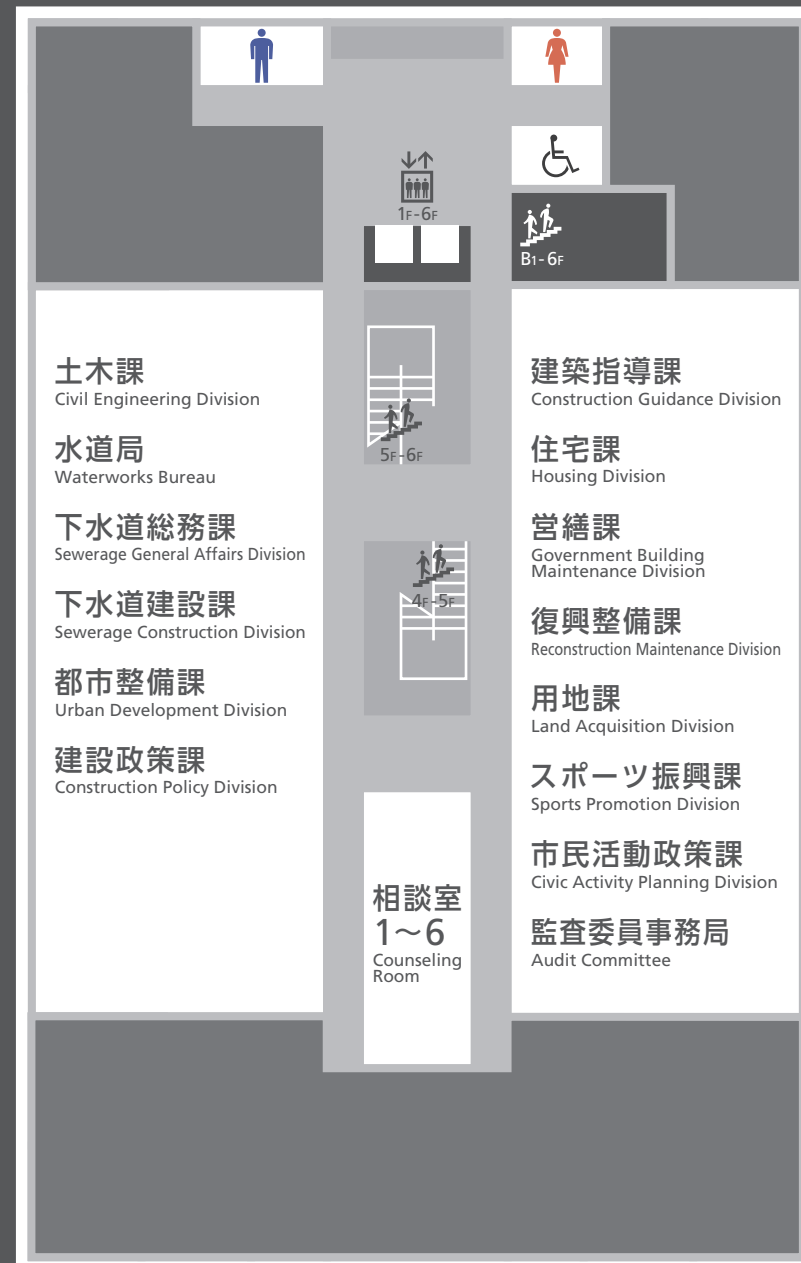 1F-6F
B1-6F
土木課
Civil Engineering Division
水道局
Waterworks Bureau
下水道総務課
Sewerage General Affairs Division
下水道建設課
Sewerage Construction Division
都市整備課
Urban Development Division
建設政策課
Construction Policy Division
5F-6F
4F-5F
相談室
1〜6
Counseling
Room
建築指導課
Construction Guidance Division
住宅課
Housing Division
営繕課
Government Building
Maintenance Division
復興整備課
Reconstruction Maintenance Division
用地課
Land Acquisition Division
スポーツ振興課
Sports Promotion Division
市民活動政策課
Civic Activity Planning Division
監査委員事務局
Audit Committee